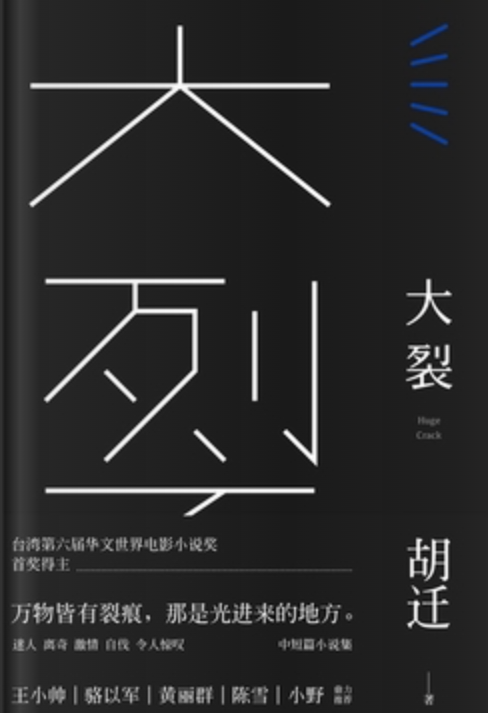 大裂
大裂
Huge
Crack
胡迁
著
台湾第六届华文世界电影小说奖
首奖得主
万物皆有裂痕，那是光进来的地方。
迷人 离奇 激情 自伐 令人惊叹
中短篇小说集
王小帅｜骆以军｜黄丽群｜陈雪｜小野